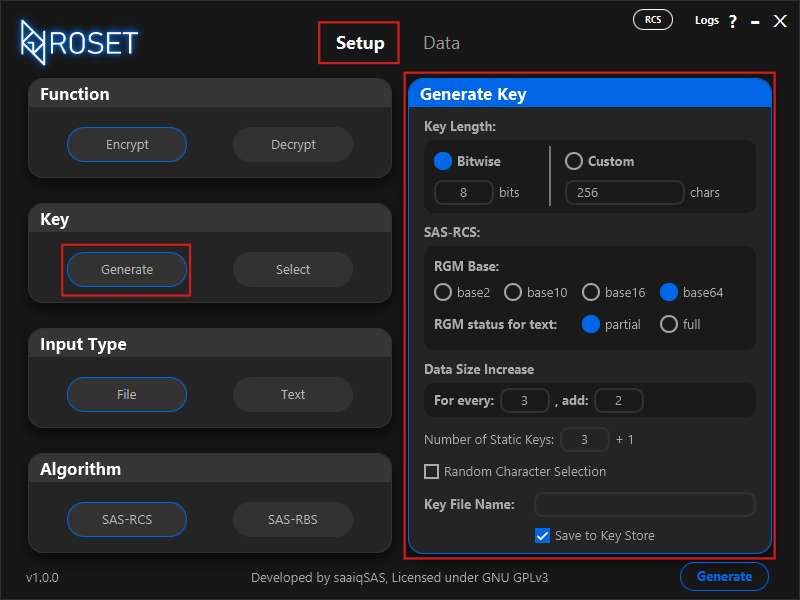 ROSET
Setup
Data
RCS
Logs ?
Function
Encrypt
Decrypt
Key
Generate
Select
Input Type
File
Text
Algorithm
SAS-RCS
SAS-RBS
Generate Key
Key Length:
Bitwise
Custom
8 bits
256 chars
SAS-RCS:
RGM Base:
base2 base10 base16 base64
RGM status for text: partial full
Data Size Increase
For every: 3 , add: 2
Number of Static Keys: 3 + 1
Random Character Selection
Key File Name:
Save to Key Store
v1.0.0
Developed by saaiqSAS, Licensed under GNU GPLv3
Generate